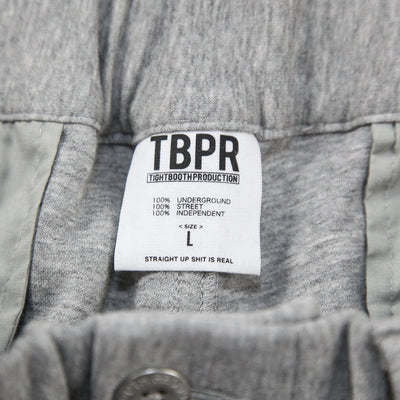 TBPR
TIGHTBOOTHPRODUCTION
100% UNDERGROUND
100% STREET
100% INDEPENDENT
< SIZE >
L
STRAIGHT UP SHIT IS REAL